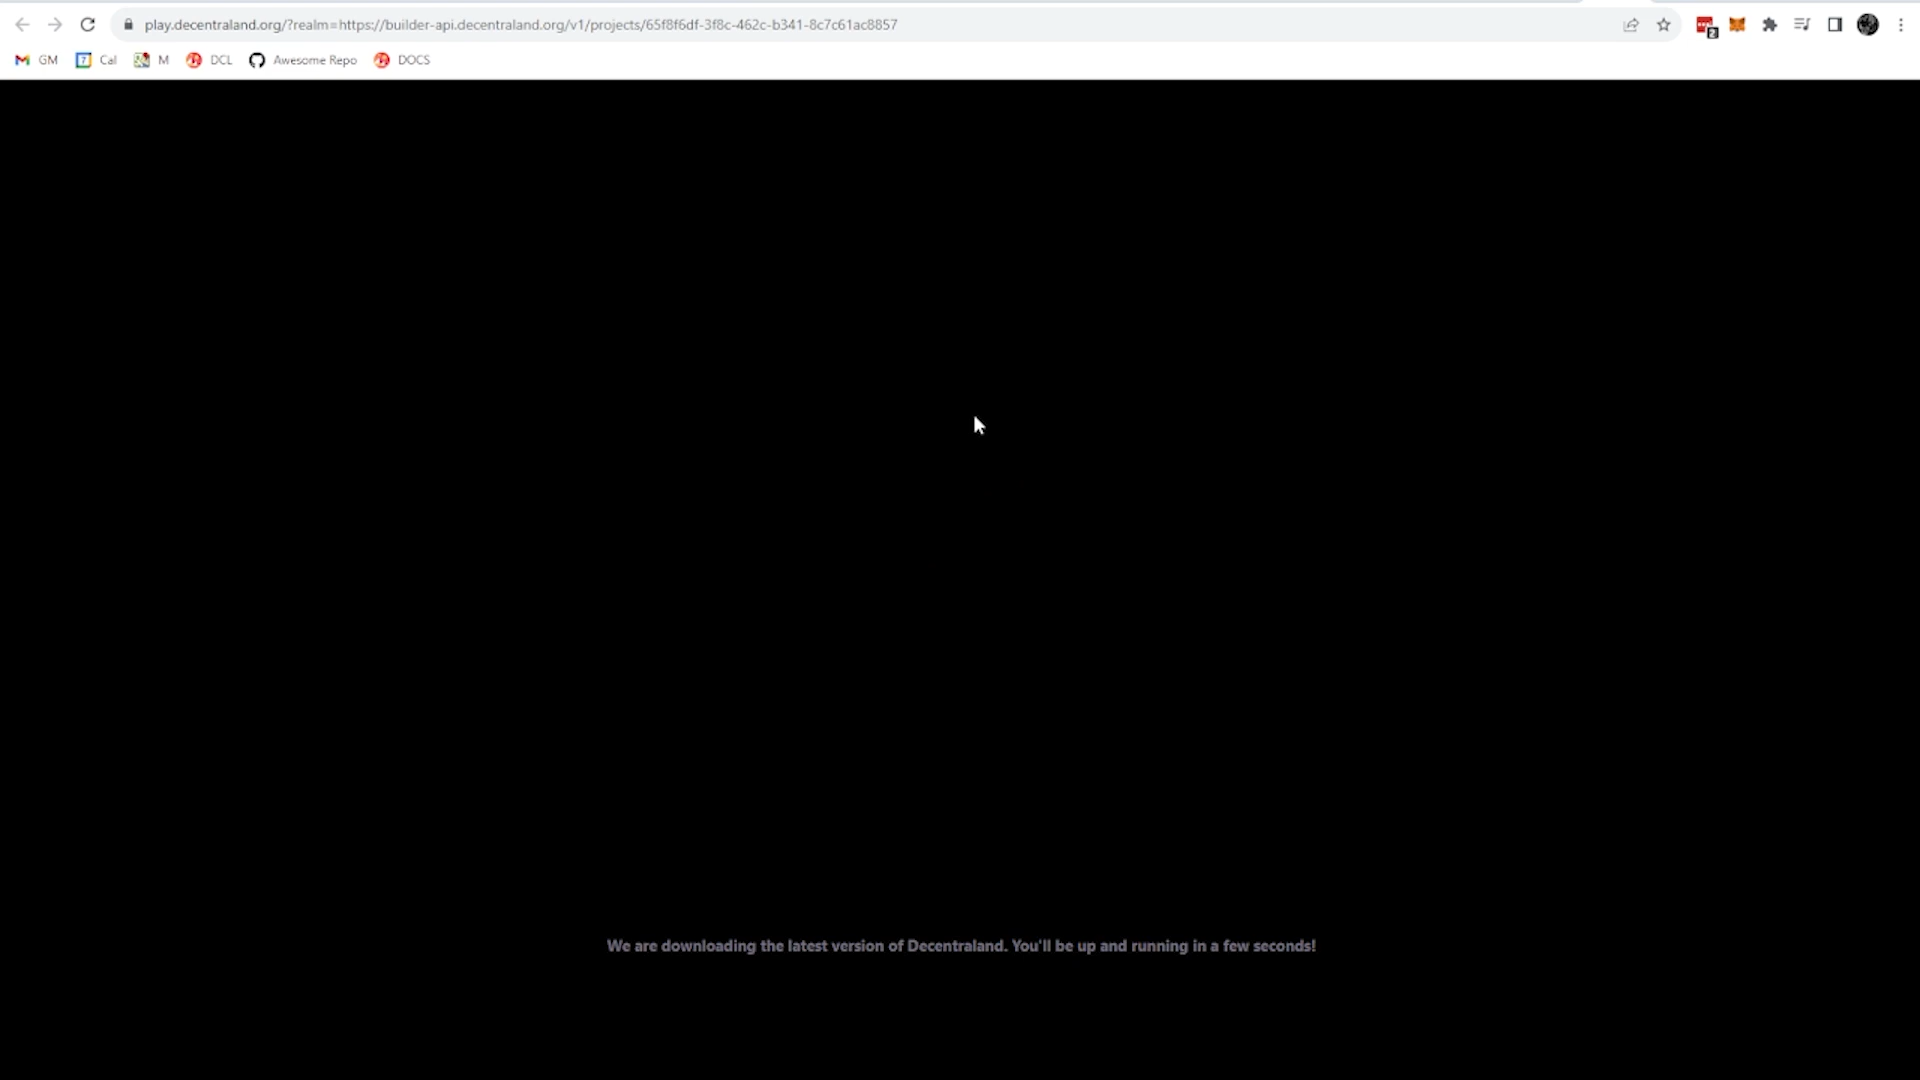 play.decentraland.org/?realm=https://builder-api.decentraland.org/v1/projects/65f8f6df-3f8c-462c-b341-8c7c61ac8857
2
GM 7 Cal M DCL Awesome Repo DOCS
We are downloading the latest version of Decentraland. You'll be up and running in a few seconds!